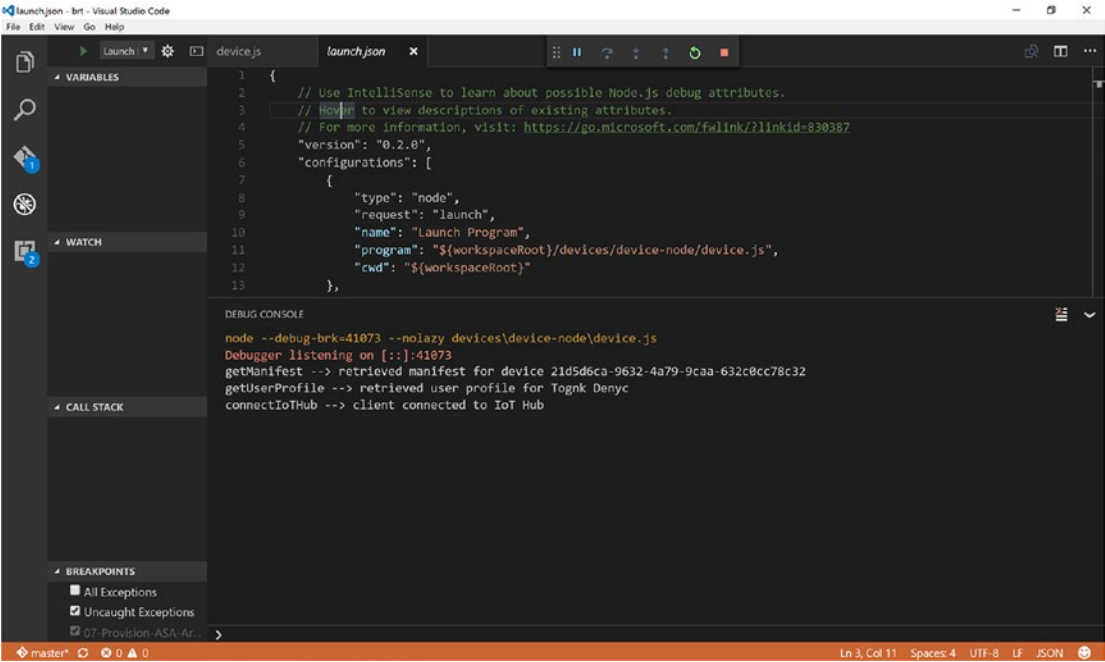 launch.json - brt - Visual Studio Code
File Edit View Go Help
Launch
device.js
launch.json
VARIABLES
1 {
2 // Use IntelliSense to learn about possible Node.js debug attributes.
3 // Hover to view descriptions of existing attributes.
4 // For more information, visit: https://go.microsoft.com/fwlink/?linkid=830387
5 "version": "0.2.0",
6 "configurations": [
7 {
8 "type": "node",
9 "request": "launch",
10 "name": "Launch Program",
11 "program": "${workspaceRoot}/devices/device-node/device.js",
12 "cwd": "${workspaceRoot}"
13 },
1
2
WATCH
DEBUG CONSOLE
node --debug-brk=41073 --nolazy devices\device-node\device.js
Debugger listening on [::]:41073
getManifest --> retrieved manifest for device 21d5d6ca-9632-4a79-9caa-632c0cc78c32
getUserProfile --> retrieved user profile for Tognk Denyc
connectIoTHub --> client connected to IoT Hub
CALL STACK
BREAKPOINTS
All Exceptions
Uncaught Exceptions
07-Provision-ASA-Ar...
master* 0 0
Ln 3, Col 11 Spaces: 4 UTF-8 LF JSON